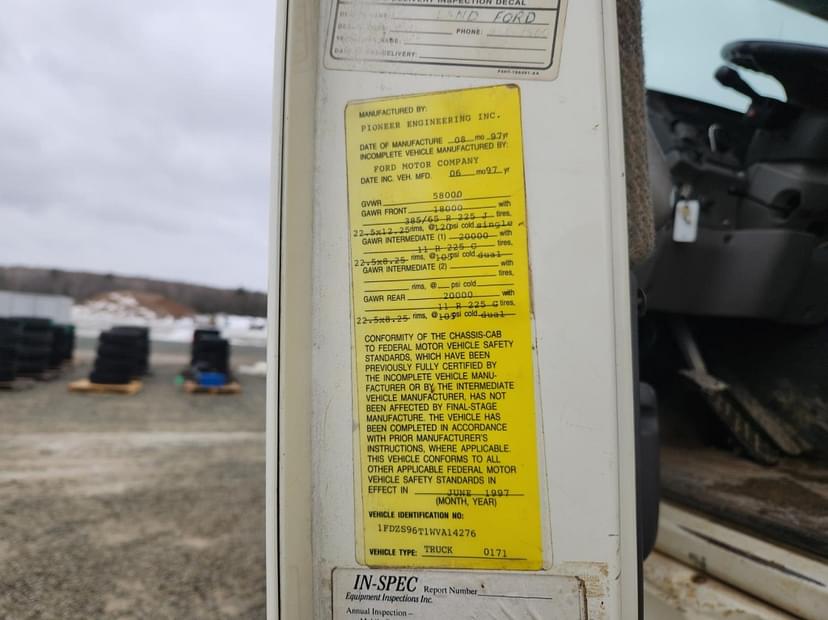 DELIVERY INSPECTION DECAL
LAND FORD
PHONE:
DATE OF PRE-DELIVERY:
MANUFACTURED BY:
PIONEER ENGINEERING INC.
DATE OF MANUFACTURE 08 mo 97 yr
INCOMPLETE VEHICLE MANUFACTURED BY:
FORD MOTOR COMPANY
DATE INC. VEH. MFD. 06 mo 97 yr
GVWR 58000
GAWR FRONT 18000 with
385/65 R 225 J tires,
22.5x12.25 rims, @ 120 psi cold single
GAWR INTERMEDIATE (1) 20000 with
11 R 225 G tires,
22.5x8.25 rims, @ 105 psi cold dual
GAWR INTERMEDIATE (2) with
tires,
rims, @ psi cold
GAWR REAR 20000 with
11 R 225 G tires,
22.5x8.25 rims, @ 105 psi cold dual
CONFORMITY OF THE CHASSIS-CAB
TO FEDERAL MOTOR VEHICLE SAFETY
STANDARDS, WHICH HAVE BEEN
PREVIOUSLY FULLY CERTIFIED BY
THE INCOMPLETE VEHICLE MANU-
FACTURER OR BY THE INTERMEDIATE
VEHICLE MANUFACTURER, HAS NOT
BEEN AFFECTED BY FINAL-STAGE
MANUFACTURE. THE VEHICLE HAS
BEEN COMPLETED IN ACCORDANCE
WITH PRIOR MANUFACTURER'S
INSTRUCTIONS, WHERE APPLICABLE.
THIS VEHICLE CONFORMS TO ALL
OTHER APPLICABLE FEDERAL MOTOR
VEHICLE SAFETY STANDARDS IN
EFFECT IN JUNE 1997
(MONTH, YEAR)
VEHICLE IDENTIFICATION NO:
1FDZS96T1WVA14276
VEHICLE TYPE: TRUCK 0171
IN-SPEC Report Number
Equipment Inspections Inc.
Annual Inspection –